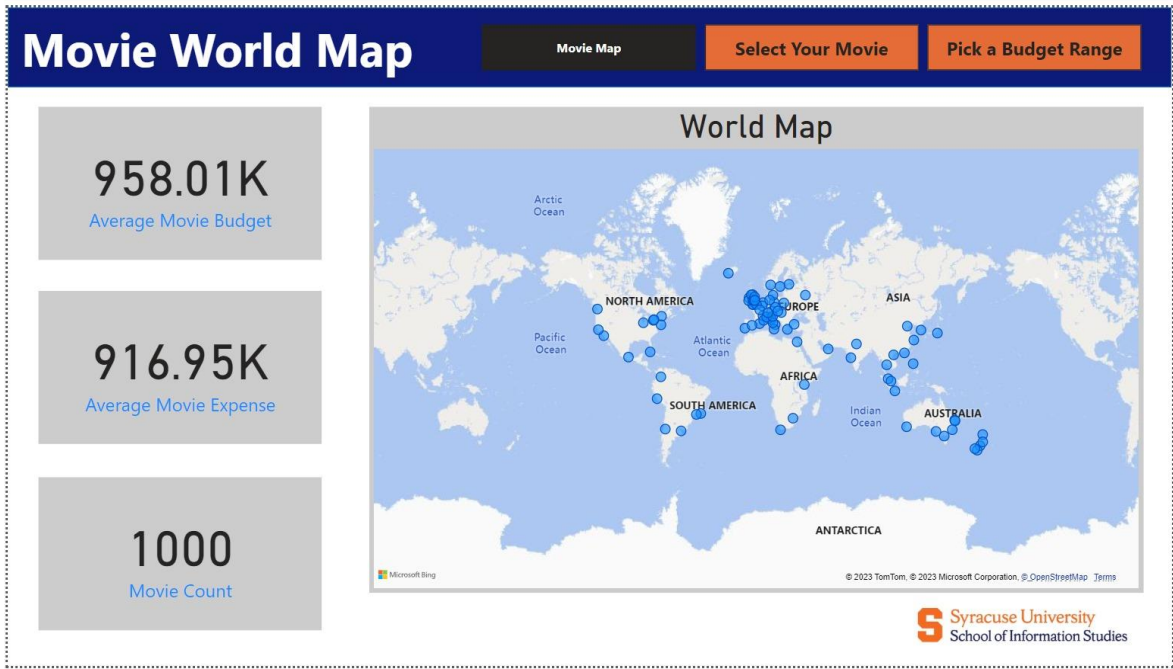 Movie World Map
Movie Map
Select Your Movie
Pick a Budget Range
958.01K
Average Movie Budget
916.95K
Average Movie Expense
1000
Movie Count
World Map
Arctic
Ocean
NORTH AMERICA
EUROPE
ASIA
Pacific
Ocean
Atlantic
Ocean
AFRICA
SOUTH AMERICA
Indian
Ocean
AUSTRALIA
ANTARCTICA
Microsoft Bing
© 2023 TomTom, © 2023 Microsoft Corporation, © OpenStreetMap Terms
S Syracuse University
School of Information Studies